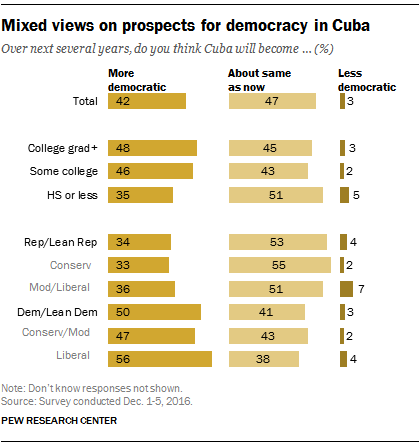 Mixed views on prospects for democracy in Cuba
Over next several years, do you think Cuba will become ... (%)
More democratic About same as now Less democratic
Total 42 47 3
College grad+ 48 45 3
Some college 46 43 2
HS or less 35 51 5
Rep/Lean Rep 34 53 4
Conserv 33 55 2
Mod/Liberal 36 51 7
Dem/Lean Dem 50 41 3
Conserv/Mod 47 43 2
Liberal 56 38 4
Note: Don't know responses not shown.
Source: Survey conducted Dec. 1-5, 2016.
PEW RESEARCH CENTER